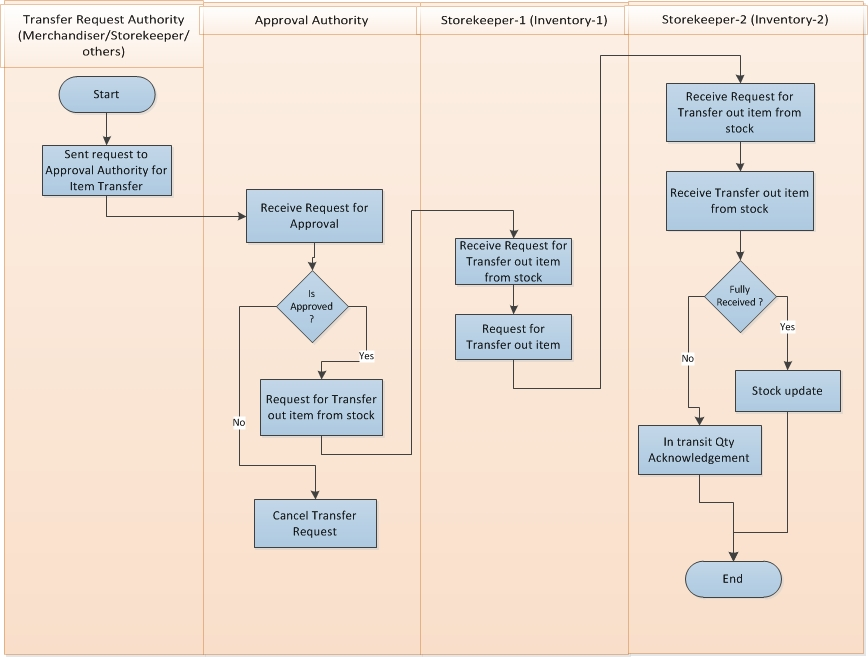 Transfer Request Authority
(Merchandiser/Storekeeper/
others)
Approval Authority
Storekeeper-1 (Inventory-1)
Storekeeper-2 (Inventory-2)
Start
Sent request to
Approval Authority for
Item Transfer
Receive Request for
Approval
Is
Approved
?
Yes
No
Request for Transfer
out item from stock
Cancel Transfer
Request
Receive Request for
Transfer out item
from stock
Request for
Transfer out item
Receive Request for
Transfer out item from
stock
Receive Transfer out item
from stock
Fully
Received ?
Yes
No
Stock update
In transit Qty
Acknowledgement
End